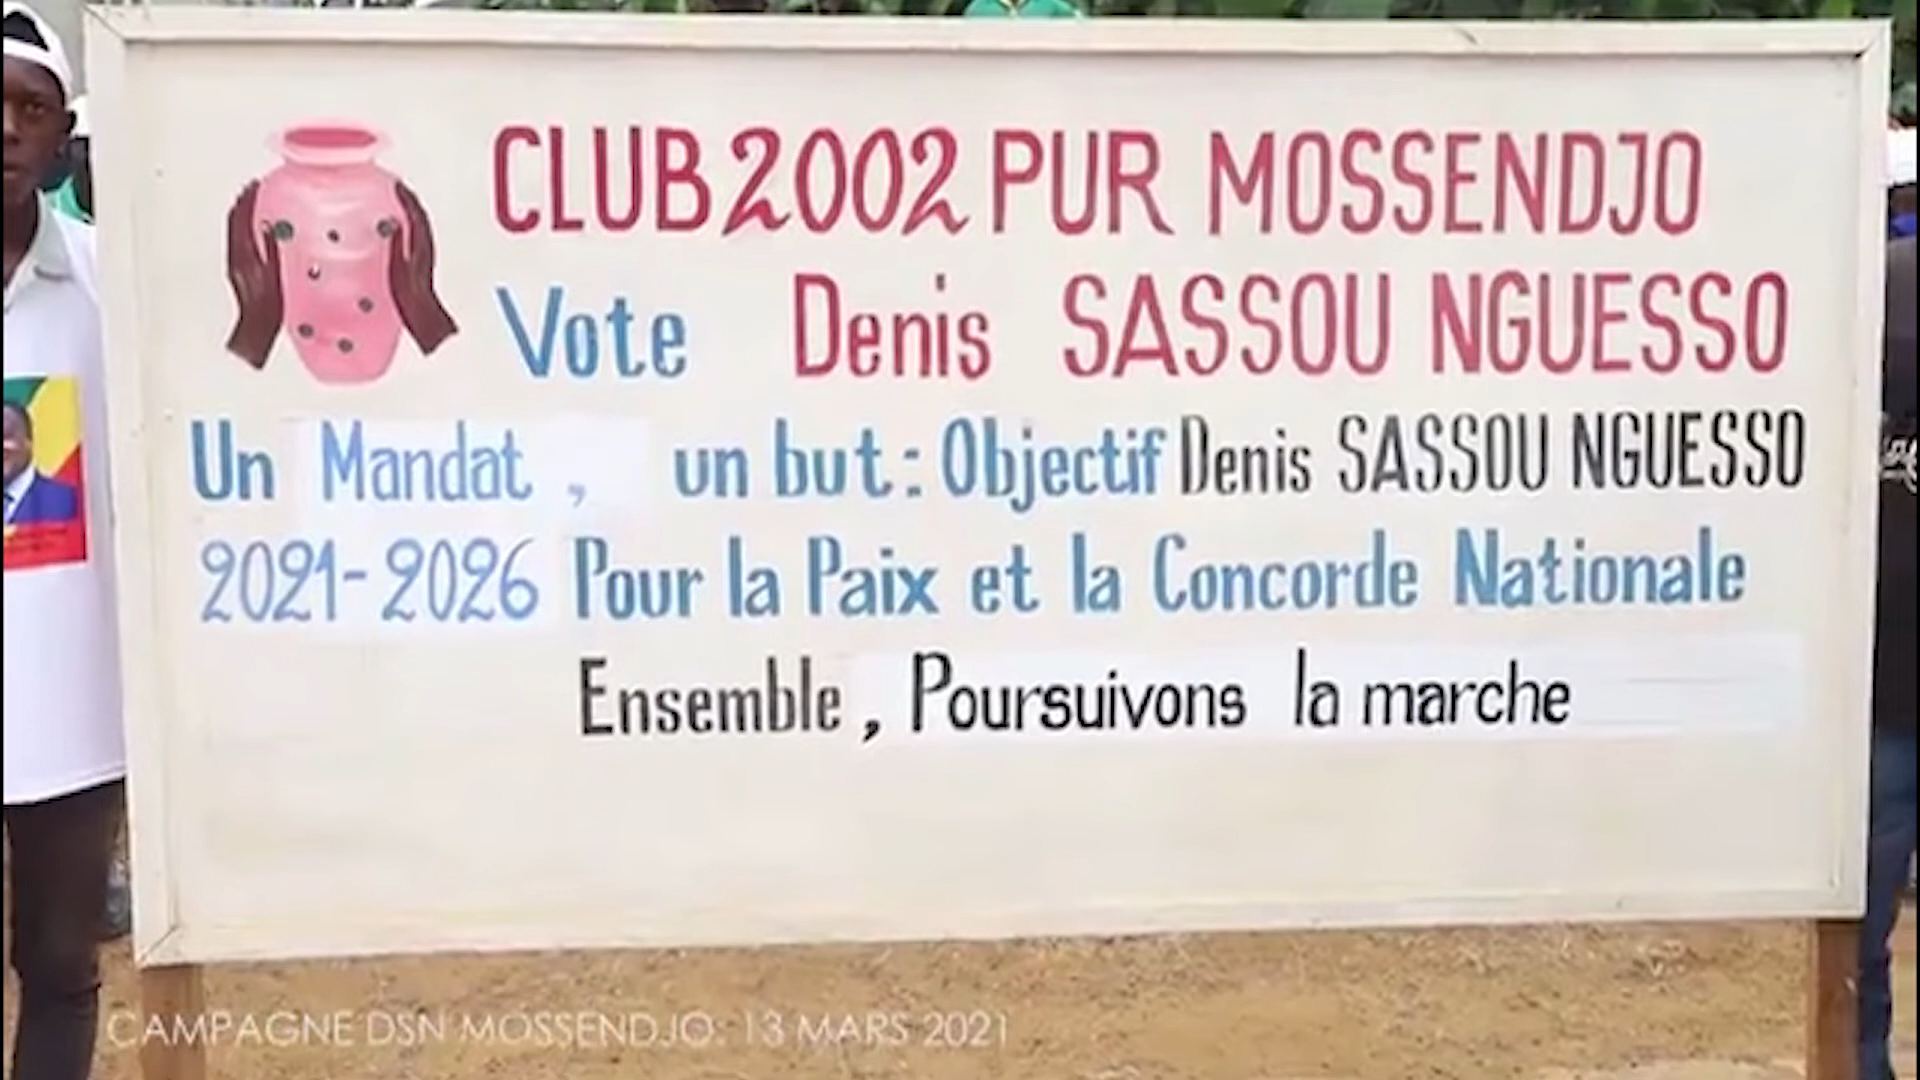 CLUB 2002 PUR MOSSENDJO
Vote Denis SASSOU NGUESSO
Un Mandat, un but : Objectif Denis SASSOU NGUESSO
2021-2026 Pour la Paix et la Concorde Nationale
Ensemble, Poursuivons la marche
CAMPAGNE DSN MOSSENDJO: 13 MARS 2021